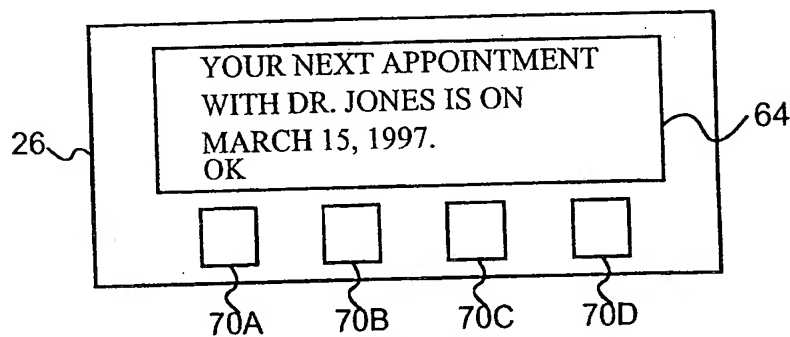 YOUR NEXT APPOINTMENT
WITH DR. JONES IS ON
MARCH 15, 1997.
OK
64
26
70A 70B 70C 70D